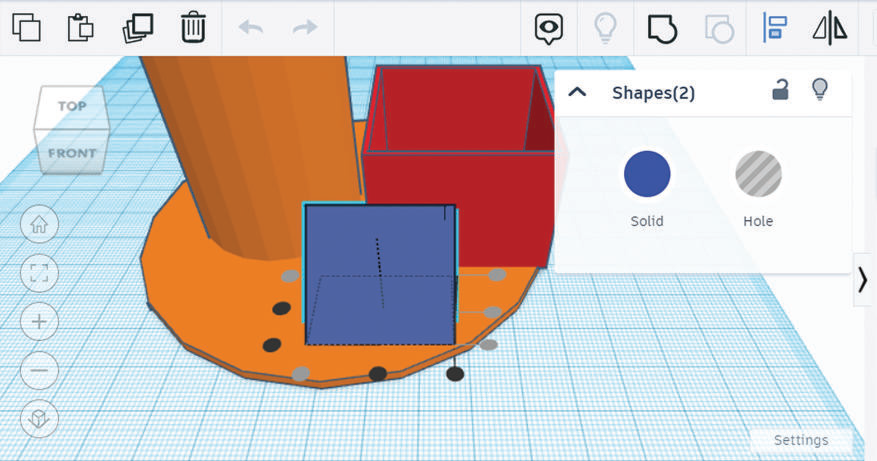 TOP
FRONT
Shapes(2)
Solid
Hole
Settings